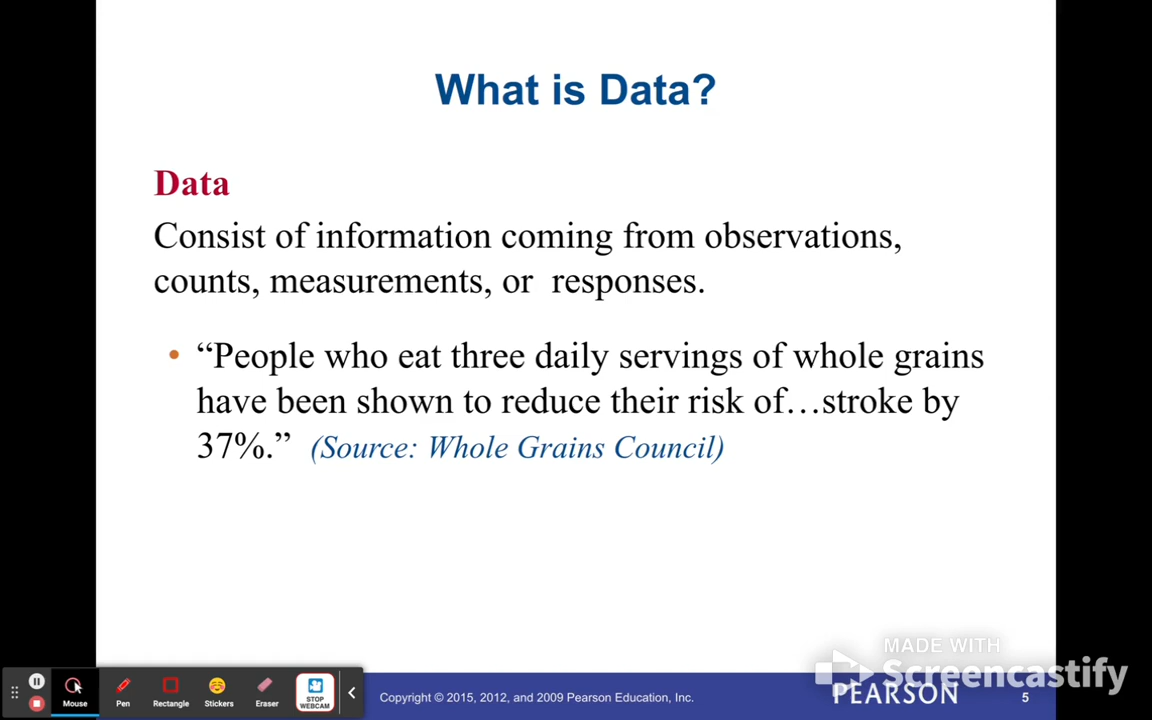 What is Data?
Data
Consist of information coming from observations,
counts, measurements, or responses.
• “People who eat three daily servings of whole grains
have been shown to reduce their risk of…stroke by
37%.” (Source: Whole Grains Council)
MADE WITH
Screencastify
Mouse
Pen
Rectangle
Stickers
Eraser
STOP
WEBCAM
Copyright © 2015, 2012, and 2009 Pearson Education, Inc.
PEARSON
5